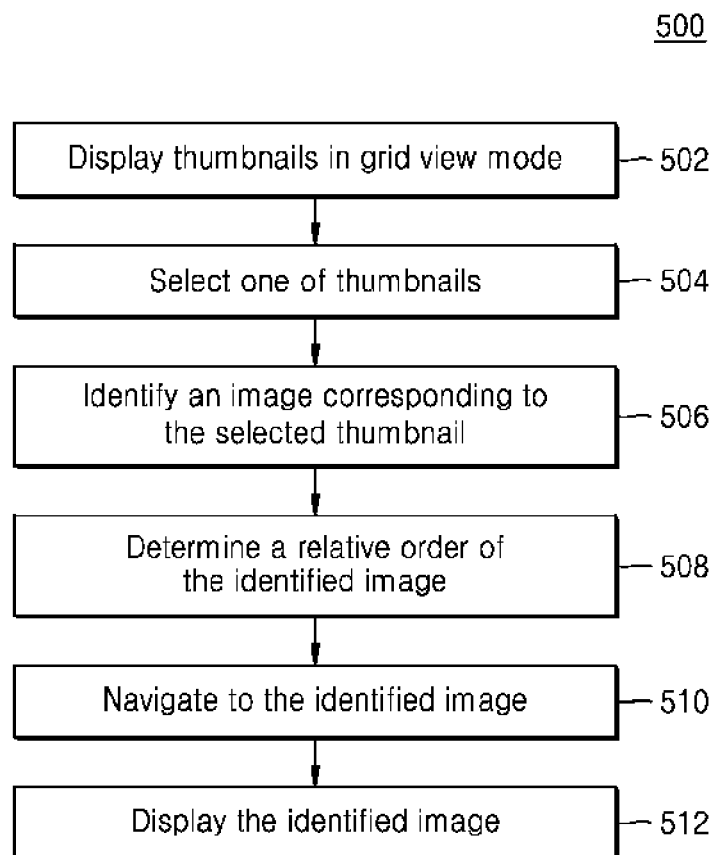 500
Display thumbnails in grid view mode
502
Select one of thumbnails
504
Identify an image corresponding to
the selected thumbnail
506
Determine a relative order of
the identified image
508
Navigate to the identified image
510
Display the identified image
512